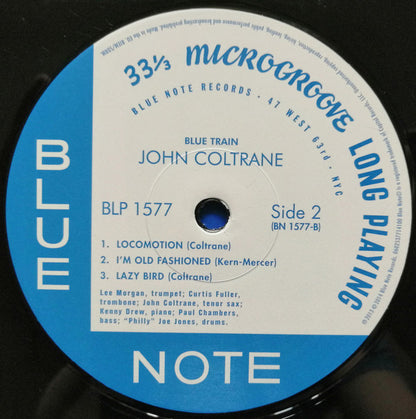 33⅓ MICROGROOVE LONG PLAYING
BLUE NOTE RECORDS · 47 WEST 63rd · NYC
BLUE TRAIN
JOHN COLTRANE
BLP 1577
Side 2
(BN 1577-B)
1. LOCOMOTION (Coltrane)
2. I'M OLD FASHIONED (Kern-Mercer)
3. LAZY BIRD (Coltrane)
Lee Morgan, trumpet; Curtis Fuller,
trombone; John Coltrane, tenor sax;
Kenny Drew, piano; Paul Chambers,
bass; "Philly" Joe Jones, drums.
BLUE
NOTE